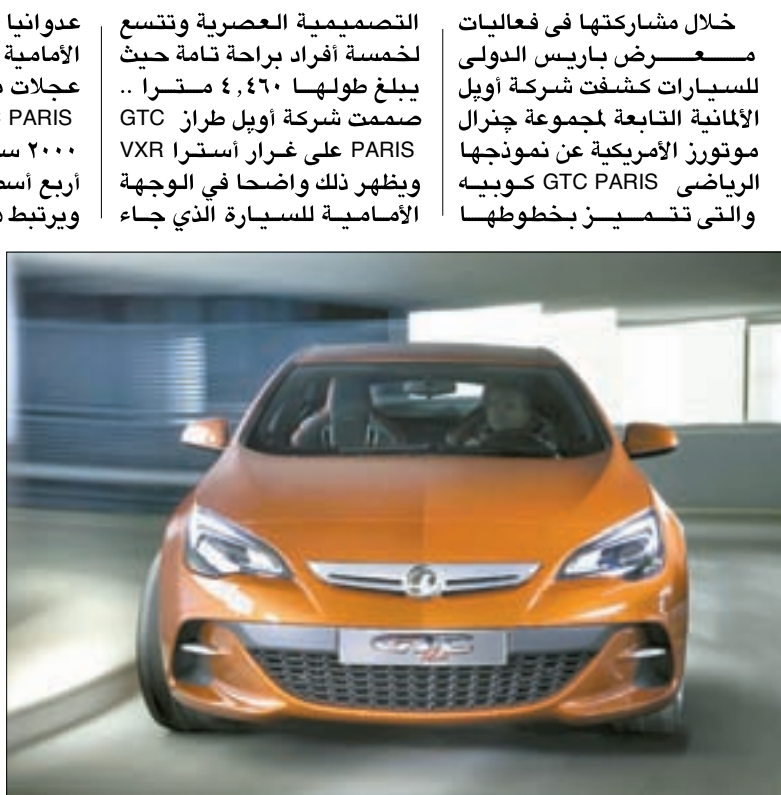 خلال مشاركتها فى فعاليات
معرض باريس الدولى
للسيارات كشفت شركة أوپل
الألمانية التابعة لمجموعة چنرال
موتورز الأمريكية عن نموذجها
الرياضى GTC PARIS كوبيه
والتى تتميز بخطوطها
التصميمية العصرية وتتسع
لخمسة أفراد براحة تامة حيث
يبلغ طولها ٤,٤٦٠ مترا ..
صممت شركة أوپل طراز GTC
PARIS على غرار أسترا VXR
ويظهر ذلك واضحا في الوجهة
الأمامية للسيارة الذي جاء
عدوانيا
الأمامية
عجلات
PARIS
٢٠٠٠
أربع
ويرتبط